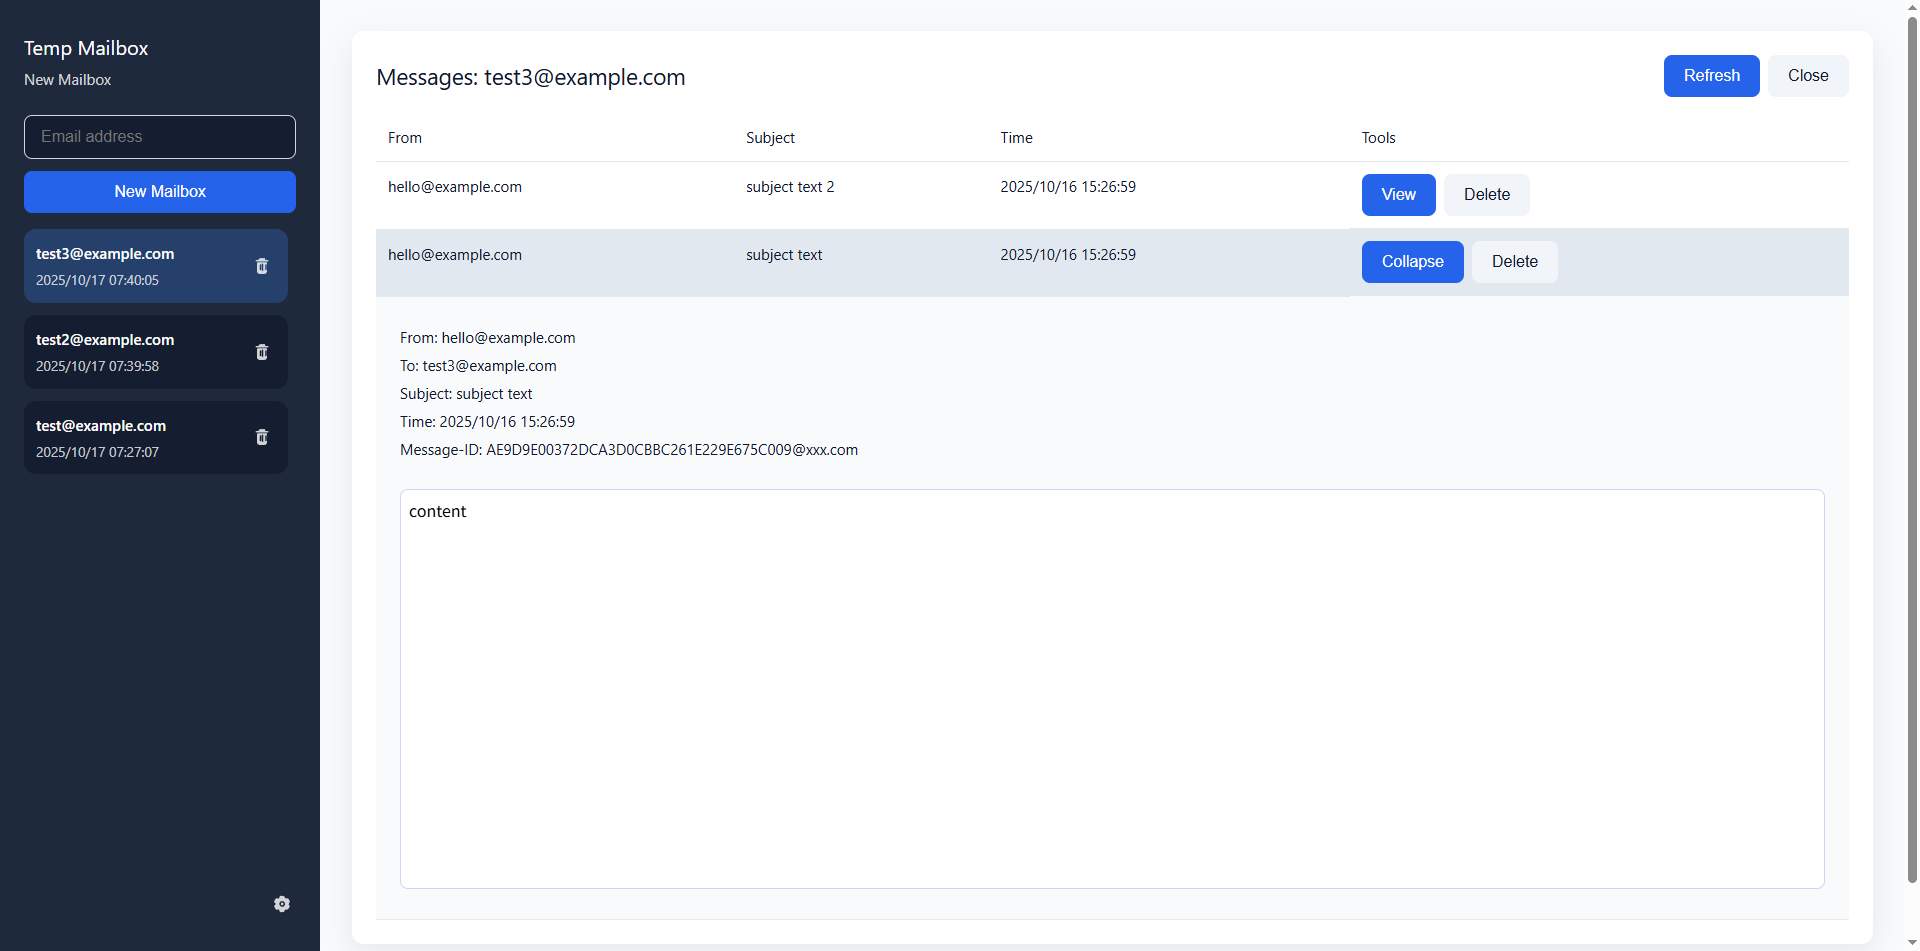 Temp Mailbox
New Mailbox
Email address
New Mailbox
test3@example.com
2025/10/17 07:40:05
test2@example.com
2025/10/17 07:39:58
test@example.com
2025/10/17 07:27:07
Messages: test3@example.com
Refresh Close
From Subject Time Tools
hello@example.com subject text 2 2025/10/16 15:26:59 View Delete
hello@example.com subject text 2025/10/16 15:26:59 Collapse Delete
From: hello@example.com
To: test3@example.com
Subject: subject text
Time: 2025/10/16 15:26:59
Message-ID: AE9D9E00372DCA3D0CBBC261E229E675C009@xxx.com
content